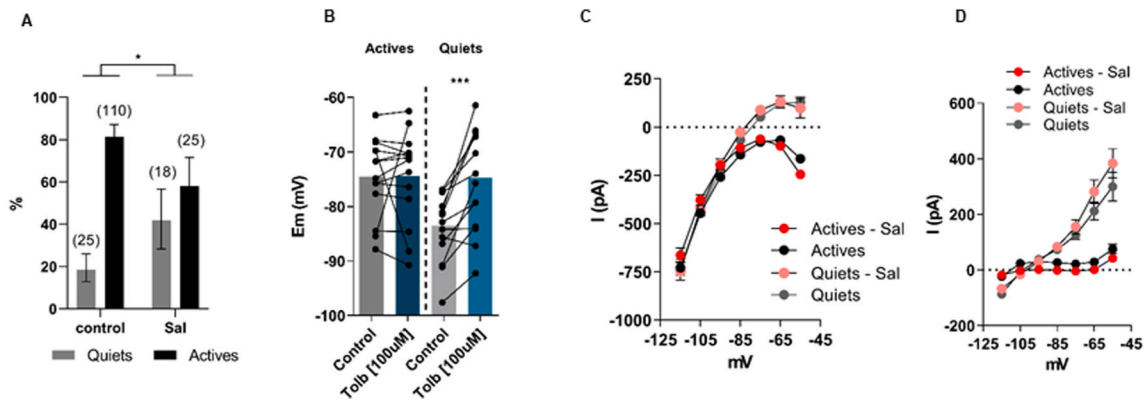 A
*
100
80
60
40
20
0
%
(25)
(110)
(18)
(25)
control
Sal
Quiets
Actives
B
Actives
Quiets
***
-60
-70
-80
-90
-100
Em (mV)
Control
Tolb [100uM]
Control
Tolb [100uM]
C
250
0
-250
-500
-750
-1000
I (pA)
Actives - Sal
Actives
Quiets - Sal
Quiets
-125
-105
-85
-65
-45
mV
D
Actives - Sal
Actives
Quiets - Sal
Quiets
600
400
200
0
-200
I (pA)
-125
-105
-85
-65
-45
mV